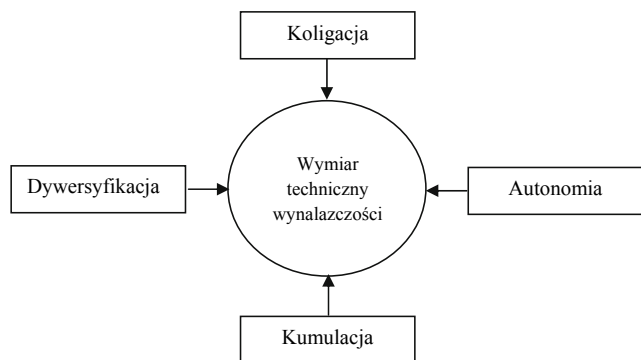 Koligacja
Dywersyfikacja
Wymiar
techniczny
wynalazczości
Autonomia
Kumulacja